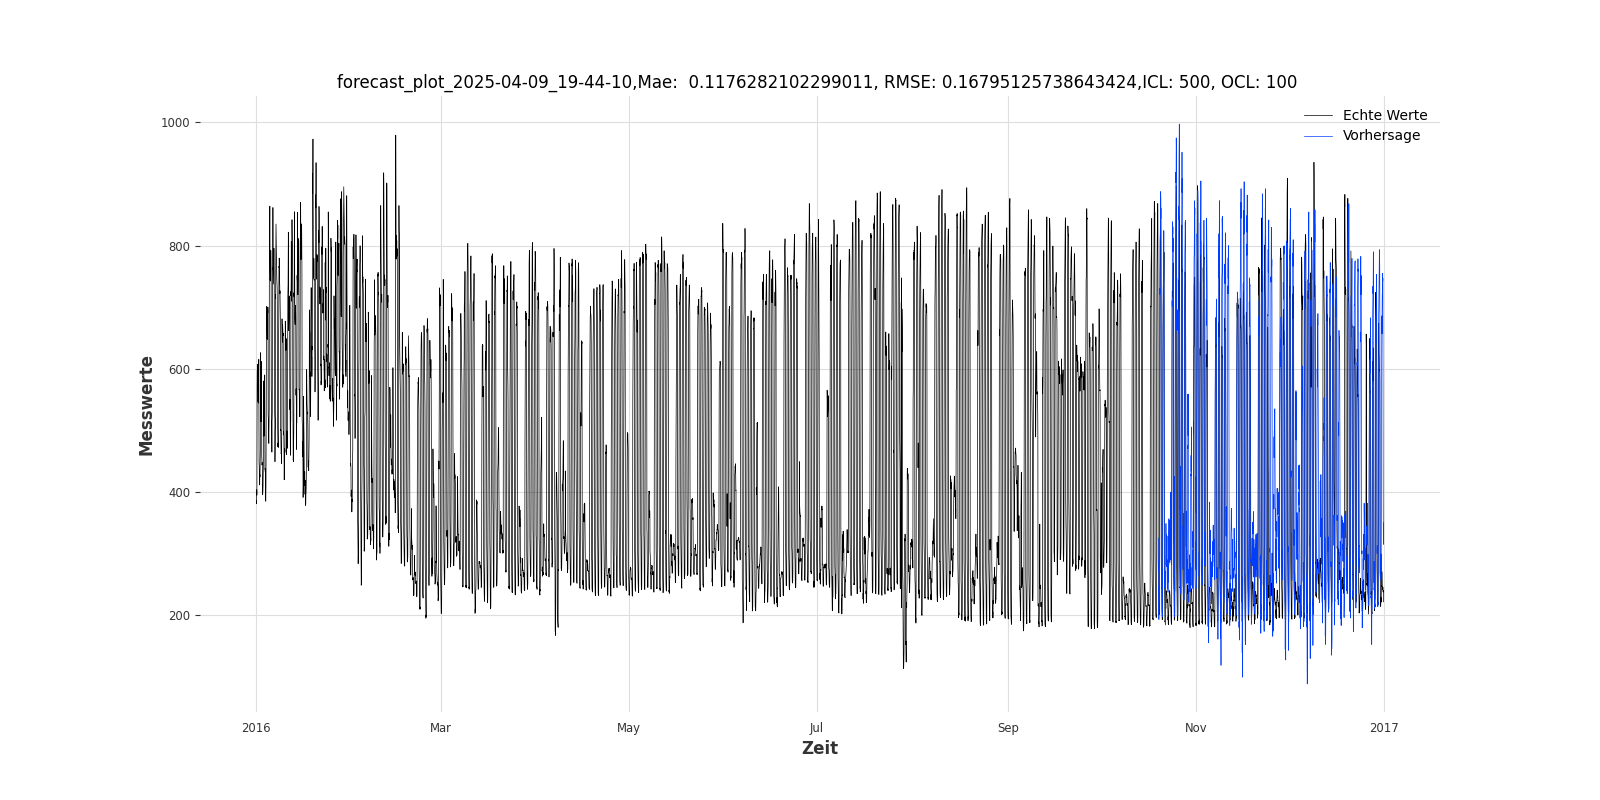 forecast_plot_2025-04-09_19-44-10,Mae:  0.1176282102299011, RMSE: 0.16795125738643424,ICL: 500, OCL: 100
Echte Werte
Vorhersage
1000
800
600
400
200
Messwerte
2016
Mar
May
Jul
Sep
Nov
2017
Zeit